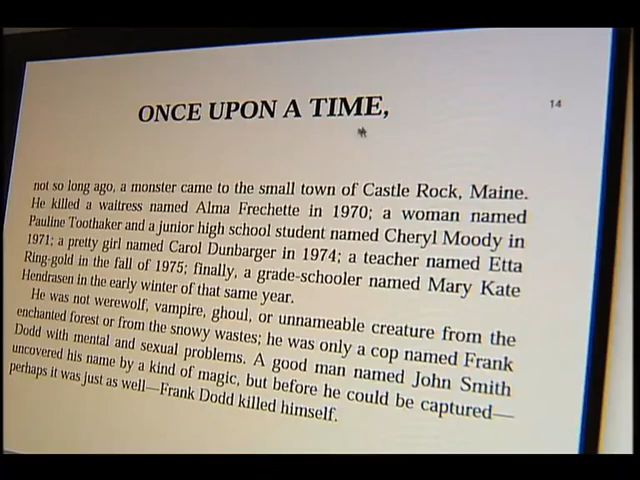 14
ONCE UPON A TIME,
not so long ago, a monster came to the small town of Castle Rock, Maine.
He killed a waitress named Alma Frechette in 1970; a woman named
Pauline Toothaker and a junior high school student named Cheryl Moody in
1971; a pretty girl named Carol Dunbarger in 1974; a teacher named Etta
Ring-gold in the fall of 1975; finally, a grade-schooler named Mary Kate
Hendrasen in the early winter of that same year.
He was not werewolf, vampire, ghoul, or unnameable creature from the
enchanted forest or from the snowy wastes; he was only a cop named Frank
Dodd with mental and sexual problems. A good man named John Smith
uncovered his name by a kind of magic, but before he could be captured—
perhaps it was just as well—Frank Dodd killed himself.